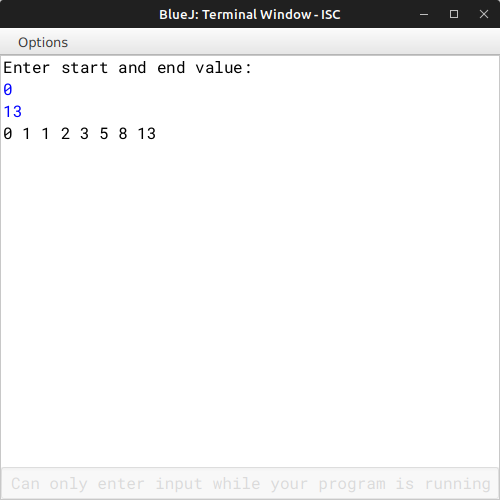 BlueJ: Terminal Window - ISC
Options
Enter start and end value:
0
13
0 1 1 2 3 5 8 13
Can only enter input while your program is running